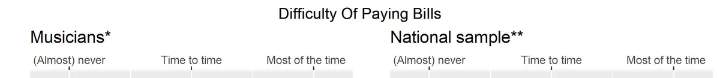 Difficulty Of Paying Bills
Musicians* National sample**
(Almost) never Time to time Most of the time (Almost) never Time to time Most of the time